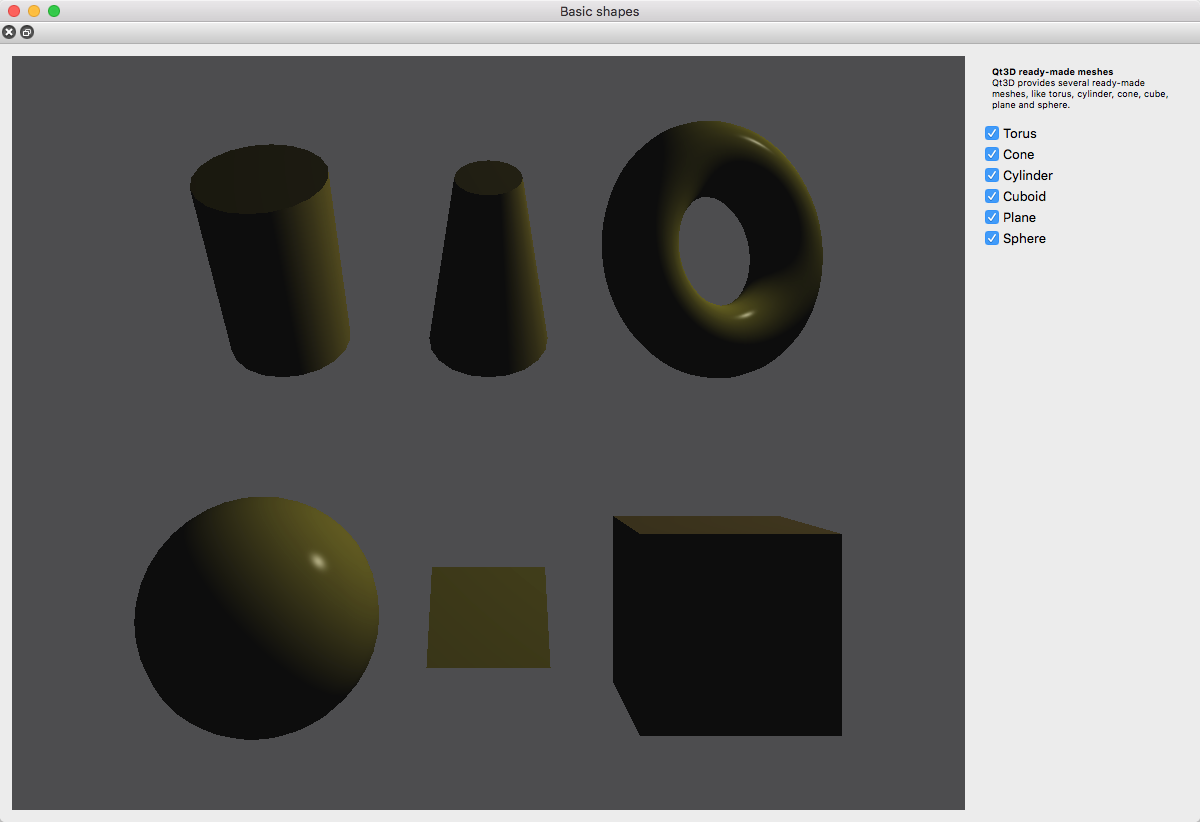 Basic shapes
Qt3D ready-made meshes
Qt3D provides several ready-made
meshes, like torus, cylinder, cone, cube,
plane and sphere.
Torus
Cone
Cylinder
Cuboid
Plane
Sphere